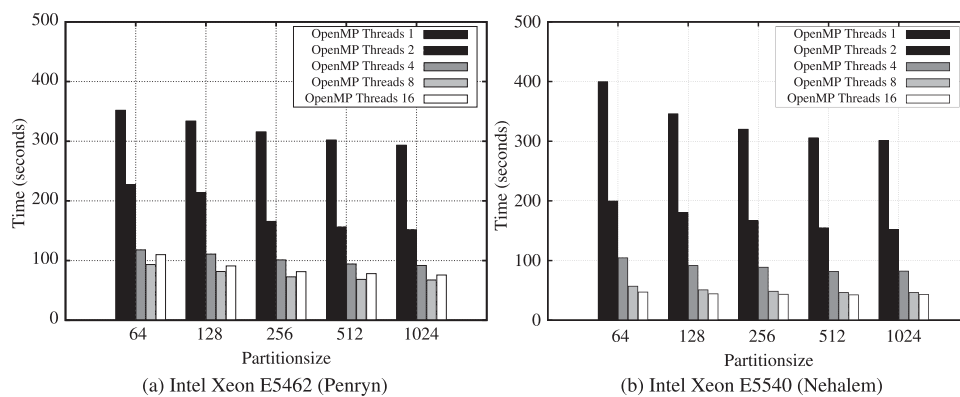 500
400
300
200
100
0
Time (seconds)
OpenMP Threads 1
OpenMP Threads 2
OpenMP Threads 4
OpenMP Threads 8
OpenMP Threads 16
64 128 256 512 1024
Partitionsize
(a) Intel Xeon E5462 (Penryn)
500
400
300
200
100
0
Time (seconds)
OpenMP Threads 1
OpenMP Threads 2
OpenMP Threads 4
OpenMP Threads 8
OpenMP Threads 16
64 128 256 512 1024
Partitionsize
(b) Intel Xeon E5540 (Nehalem)